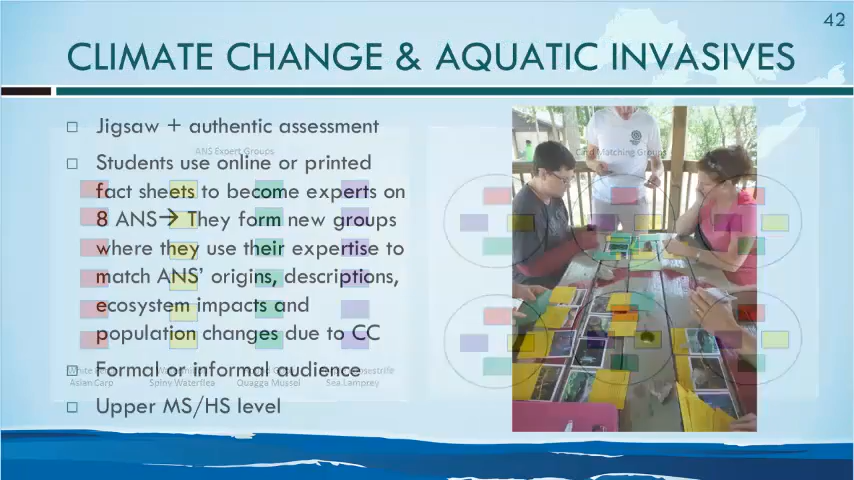 42
CLIMATE CHANGE & AQUATIC INVASIVES
□ Jigsaw + authentic assessment
ANS Expert Groups
Card Matching Groups
□ Students use online or printed
fact sheets to become experts on
8 ANS→ They form new groups
where they use their expertise to
match ANS' origins, descriptions,
ecosystem impacts and
population changes due to CC
□ Formal or informal audience
White
Asian Carp
Spiny Waterflea
Quagga Mussel
Sea Lamprey
□ Upper MS/HS level